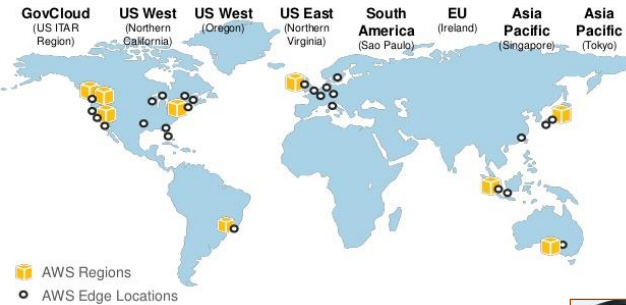 GovCloud
(US ITAR
Region)
US West
(Northern
California)
US West
(Oregon)
US East
(Northern
Virginia)
South
America
(Sao Paulo)
EU
(Ireland)
Asia
Pacific
(Singapore)
Asia
Pacific
(Tokyo)
AWS Regions
AWS Edge Locations